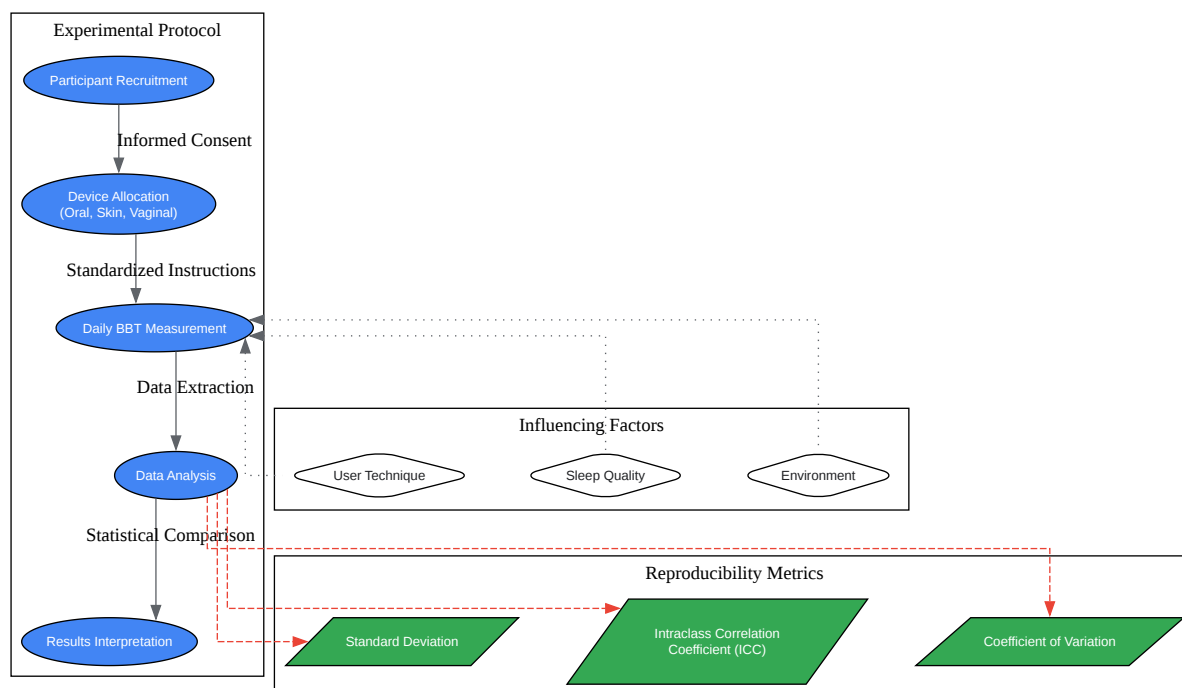 Experimental Protocol
Participant Recruitment
Informed Consent
Device Allocation
(Oral, Skin, Vaginal)
Standardized Instructions
Daily BBT Measurement
Data Extraction
Influencing Factors
User Technique
Sleep Quality
Environment
Data Analysis
Statistical Comparison
Reproducibility Metrics
Results Interpretation
Standard Deviation
Intraclass Correlation
Coefficient (ICC)
Coefficient of Variation